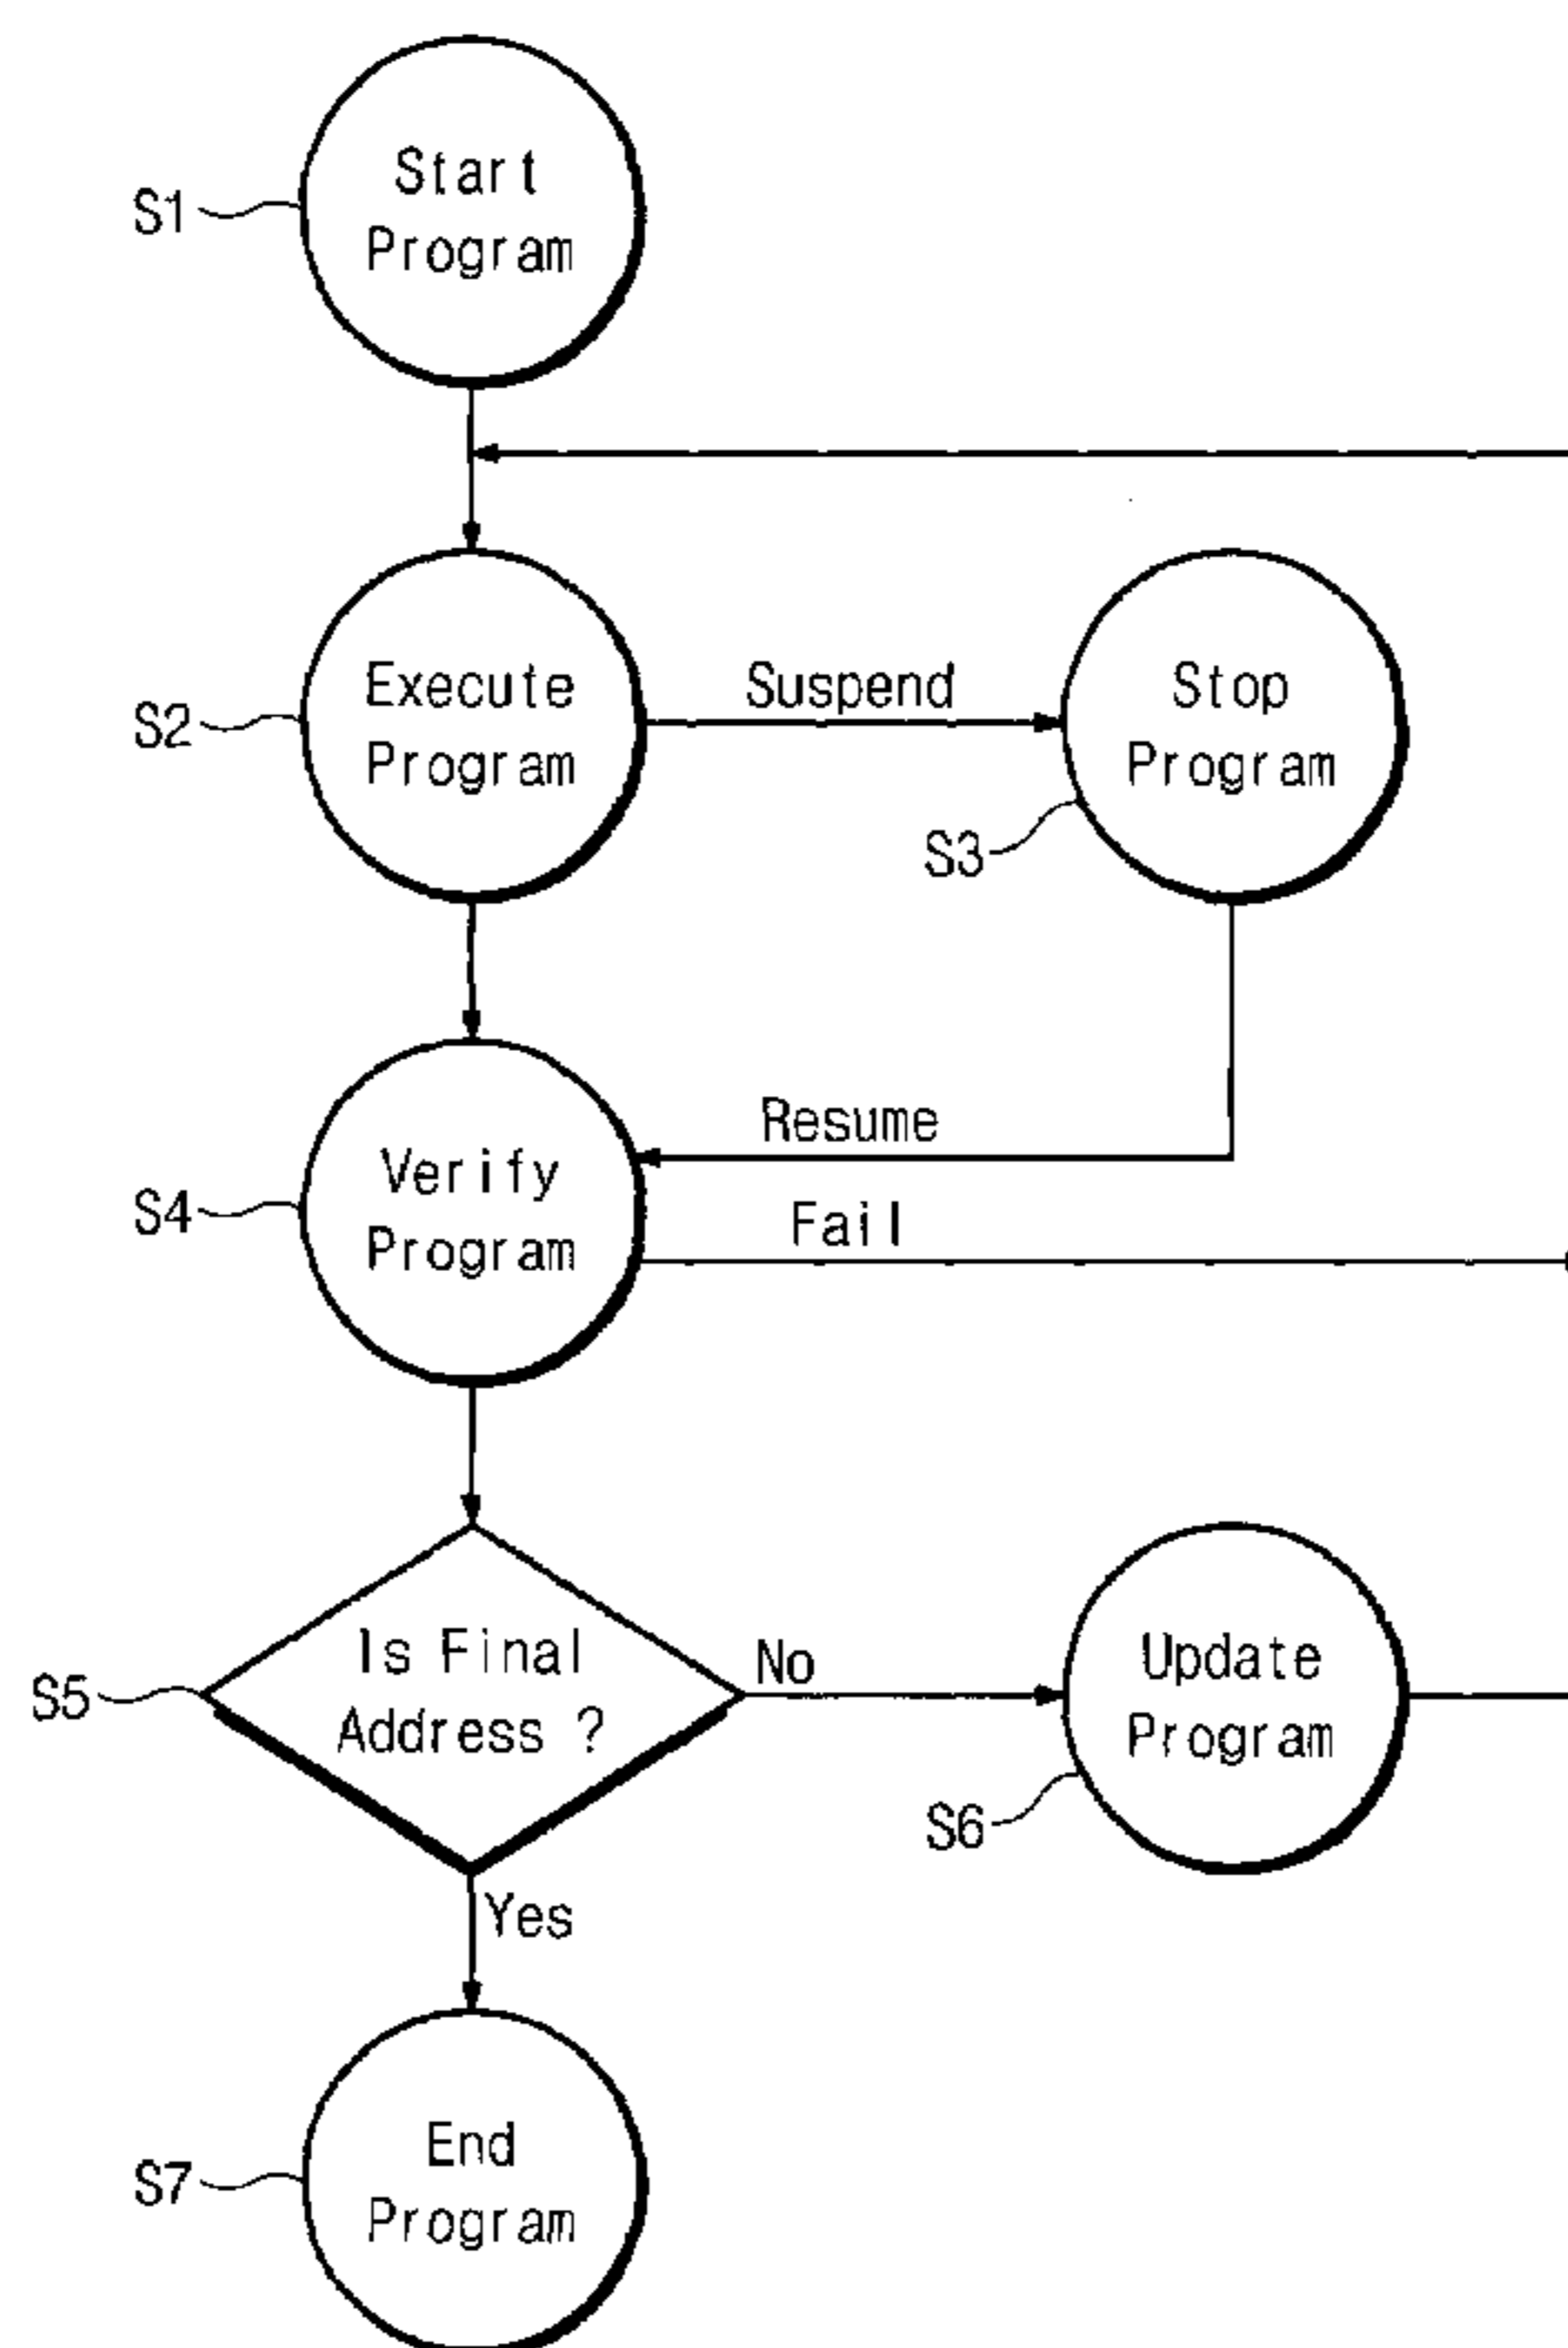 Start
Program
S1
Execute
Program
S2
Suspend
Stop
Program
S3
Resume
Verify
Program
S4
Fail
Is Final
Address ?
S5
No
Update
Program
S6
Yes
End
Program
S7